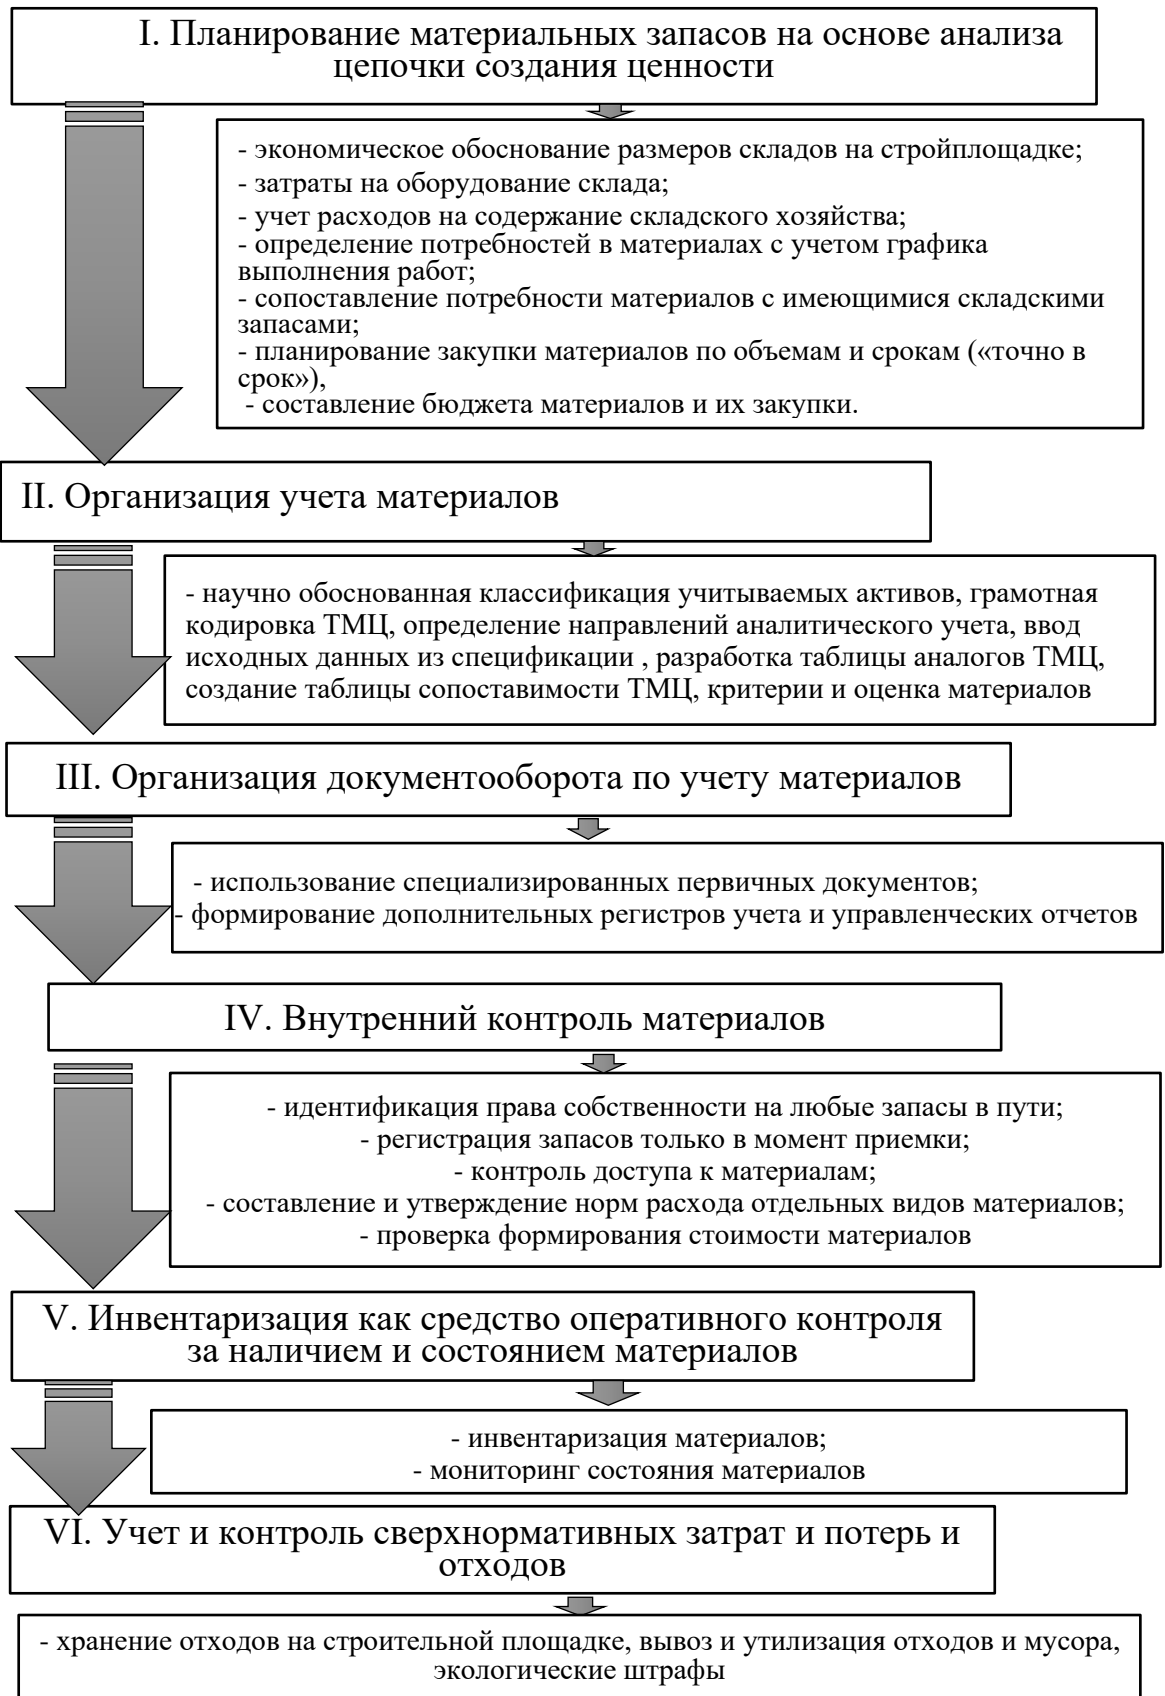 I. Планирование материальных запасов на основе анализа
цепочки создания ценности
- экономическое обоснование размеров складов на стройплощадке;
- затраты на оборудование склада;
- учет расходов на содержание складского хозяйства;
- определение потребностей в материалах с учетом графика
выполнения работ;
- сопоставление потребности материалов с имеющимися складскими
запасами;
- планирование закупки материалов по объемам и срокам («точно в
срок»),
- составление бюджета материалов и их закупки.
II. Организация учета материалов
- научно обоснованная классификация учитываемых активов, грамотная
кодировка ТМЦ, определение направлений аналитического учета, ввод
исходных данных из спецификации , разработка таблицы аналогов ТМЦ,
создание таблицы сопоставимости ТМЦ, критерии и оценка материалов
III. Организация документооборота по учету материалов
- использование специализированных первичных документов;
- формирование дополнительных регистров учета и управленческих отчетов
IV. Внутренний контроль материалов
- идентификация права собственности на любые запасы в пути;
- регистрация запасов только в момент приемки;
- контроль доступа к материалам;
- составление и утверждение норм расхода отдельных видов материалов;
- проверка формирования стоимости материалов
V. Инвентаризация как средство оперативного контроля
за наличием и состоянием материалов
- инвентаризация материалов;
- мониторинг состояния материалов
VI. Учет и контроль сверхнормативных затрат и потерь и
отходов
- хранение отходов на строительной площадке, вывоз и утилизация отходов и мусора,
экологические штрафы